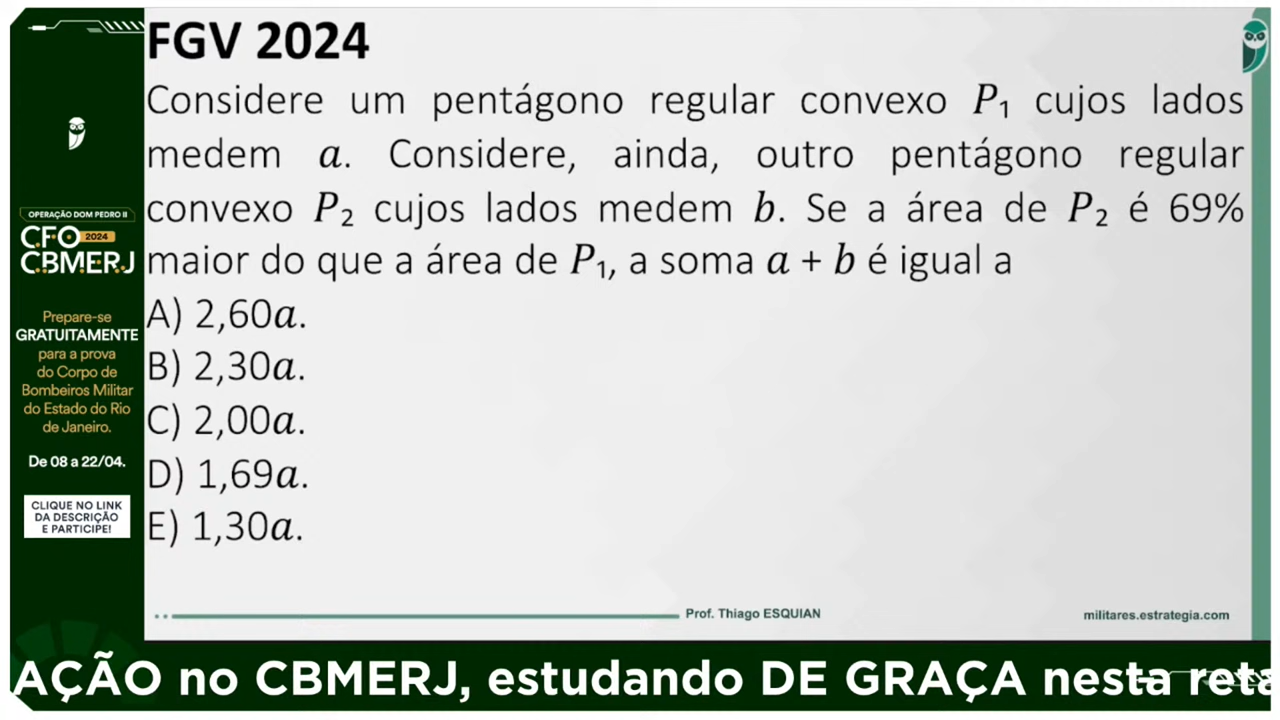 FGV 2024
Considere um pentágono regular convexo P₁ cujos lados
medem a. Considere, ainda, outro pentágono regular
convexo P₂ cujos lados medem b. Se a área de P₂ é 69%
maior do que a área de P₁, a soma a + b é igual a
A) 2,60a.
B) 2,30a.
C) 2,00a.
D) 1,69a.
E) 1,30a.
OPERAÇÃO DOM PEDRO II
CFO 2024
CBMERJ
Prepare-se
GRATUITAMENTE
para a prova
do Corpo de
Bombeiros Militar
do Estado do Rio
de Janeiro.
De 08 a 22/04.
CLIQUE NO LINK
DA DESCRIÇÃO
E PARTICIPE!
Prof. Thiago ESQUIAN
militares.estrategia.com
AÇÃO no CBMERJ, estudando DE GRAÇA nesta reta